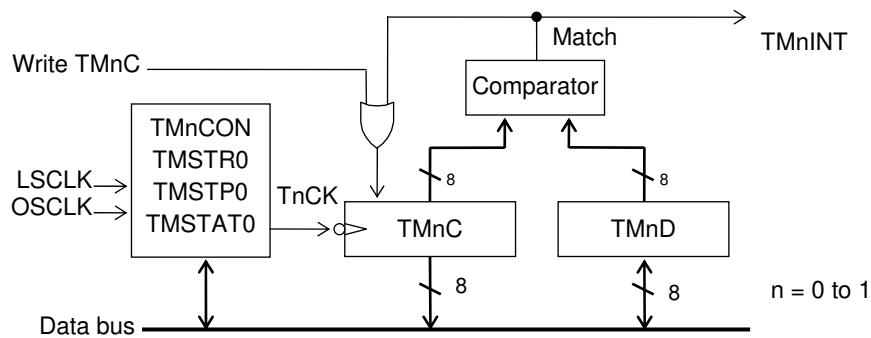 Match
TMnINT
Write TMnC
Comparator
TMnCON
TMSTR0
TMSTP0
TMSTAT0
LSCLK
OSCLK
TnCK
8
8
TMnC
TMnD
8
8
n = 0 to 1
Data bus